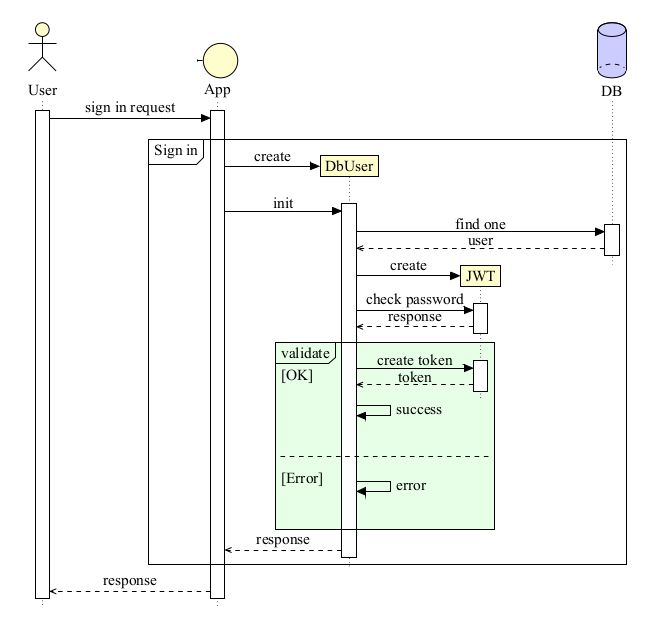 User
App
DB
sign in request
Sign in
create
DbUser
init
find one
user
create
JWT
check password
response
validate
create token
[OK]
token
success
[Error]
error
response
response